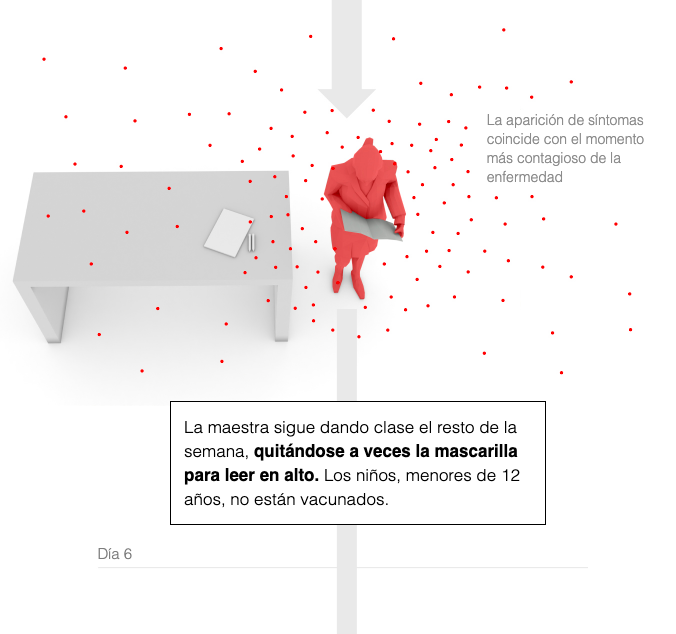 La aparición de síntomas
coincide con el momento
más contagioso de la
enfermedad
La maestra sigue dando clase el resto de la
semana, quitándose a veces la mascarilla
para leer en alto. Los niños, menores de 12
años, no están vacunados.
Día 6